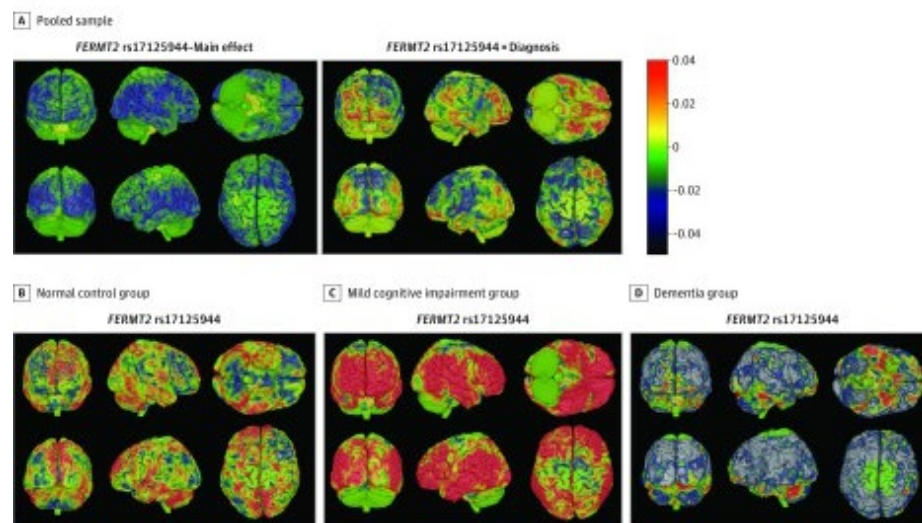 A Pooled sample
FERMT2 rs17125944–Main effect
FERMT2 rs17125944 • Diagnosis
0.04
0.02
0
-0.02
-0.04
B Normal control group
FERMT2 rs17125944
C Mild cognitive impairment group
FERMT2 rs17125944
D Dementia group
FERMT2 rs17125944